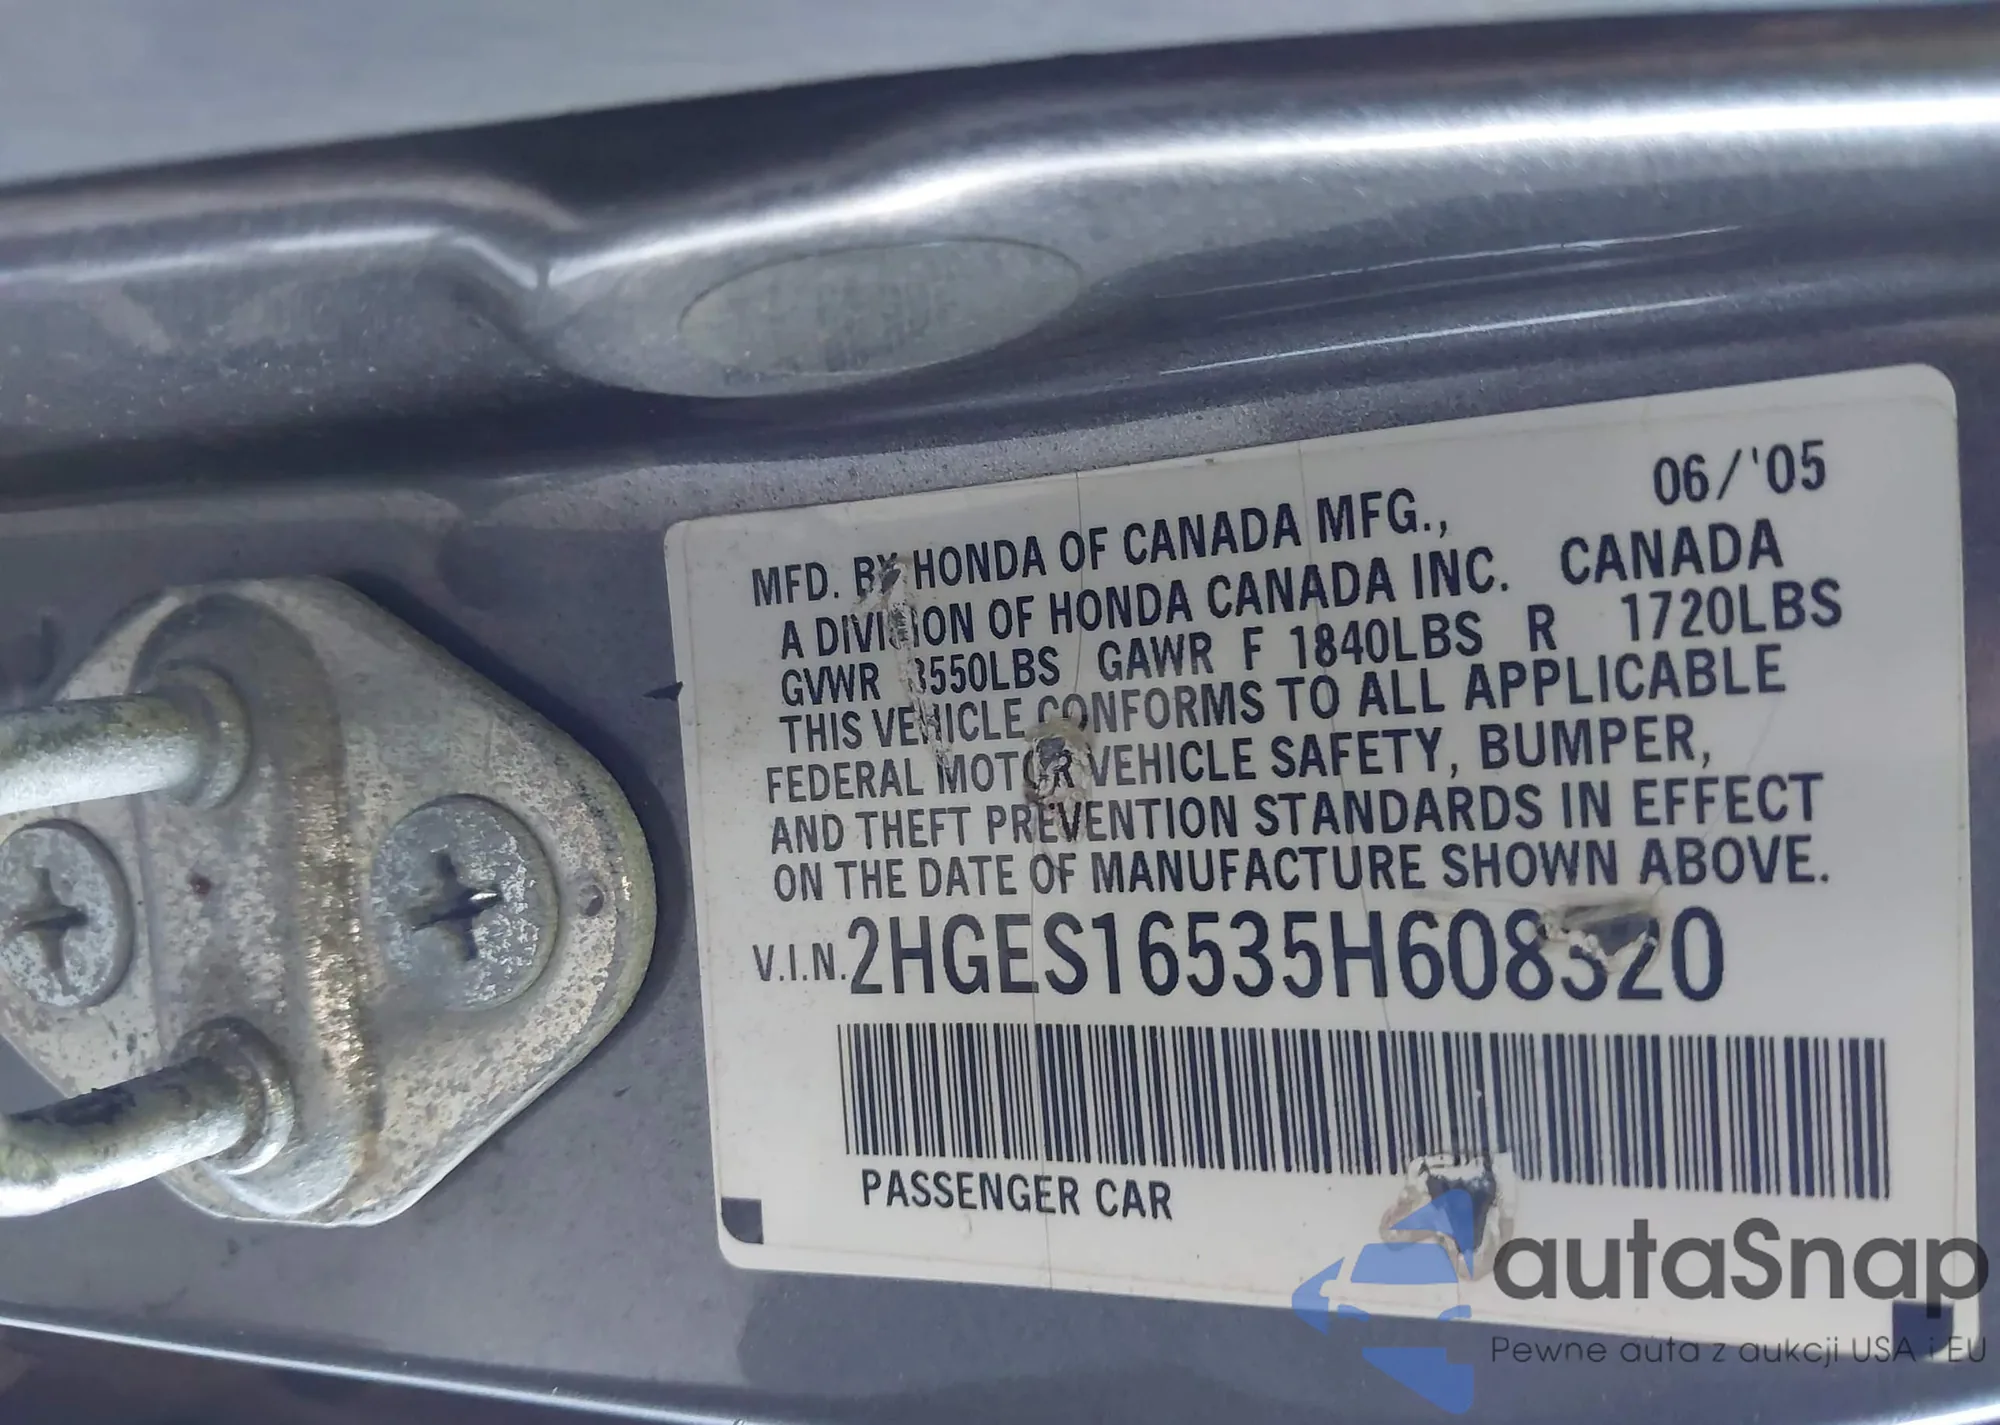 06/'05
MFD. BY HONDA OF CANADA MFG.,
A DIVISION OF HONDA CANADA INC. CANADA
GVWR 3550LBS GAWR F 1840LBS R 1720LBS
THIS VEHICLE CONFORMS TO ALL APPLICABLE
FEDERAL MOTOR VEHICLE SAFETY, BUMPER,
AND THEFT PREVENTION STANDARDS IN EFFECT
ON THE DATE OF MANUFACTURE SHOWN ABOVE.
V.I.N. 2HGES16535H608320
PASSENGER CAR
autaSnap
Pewne auta z aukcji USA i EU